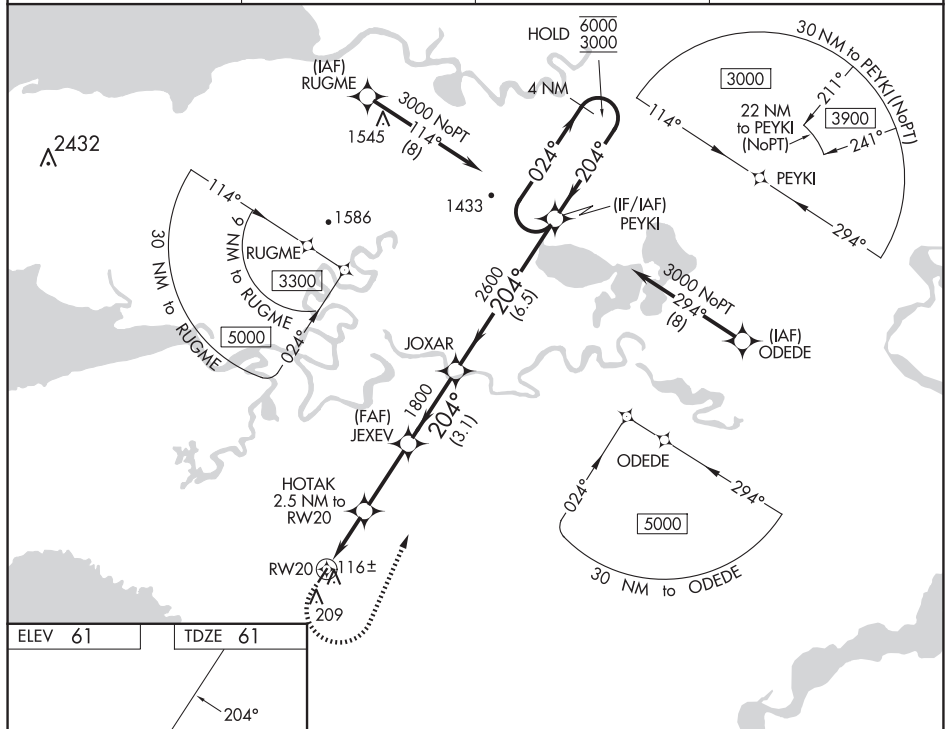 HOLD 6000
3000
4 NM
(IAF)
RUGME
3000 NoPT
114°
(8)
1545
2432
1433
024°
204°
(IF/IAF)
PEYKI
30 NM to PEYKI (NoPT)
3000
211°
22 NM
to PEYKI
(NoPT)
3900
241°
114°
PEYKI
294°
114°
1586
RUGME
9 NM to RUGME
3300
30 NM to RUGME
5000
024°
2600
204°
(6.5)
3000 NoPT
294°
(8)
(IAF)
ODEDE
JOXAR
1800
204°
(3.1)
(FAF)
JEXEV
HOTAK
2.5 NM to
RW20
RW20
116±
209
ODEDE
024°
294°
5000
30 NM to ODEDE
ELEV 61
TDZE 61
204°